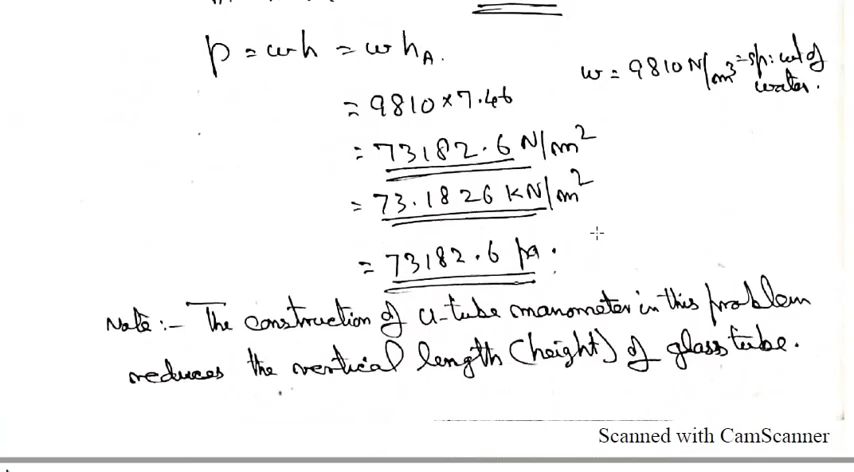 p = wh = w hA.
w = 9810 N/m³ = sp: wt of
water.
= 9810 × 7.46
= 73182.6 N/m²
= 73.1826 KN/m²
= 73182.6 pa.
Note :- The construction of U-tube manometer in this problem
reduces the vertical length (height) of glass tube.
Scanned with CamScanner